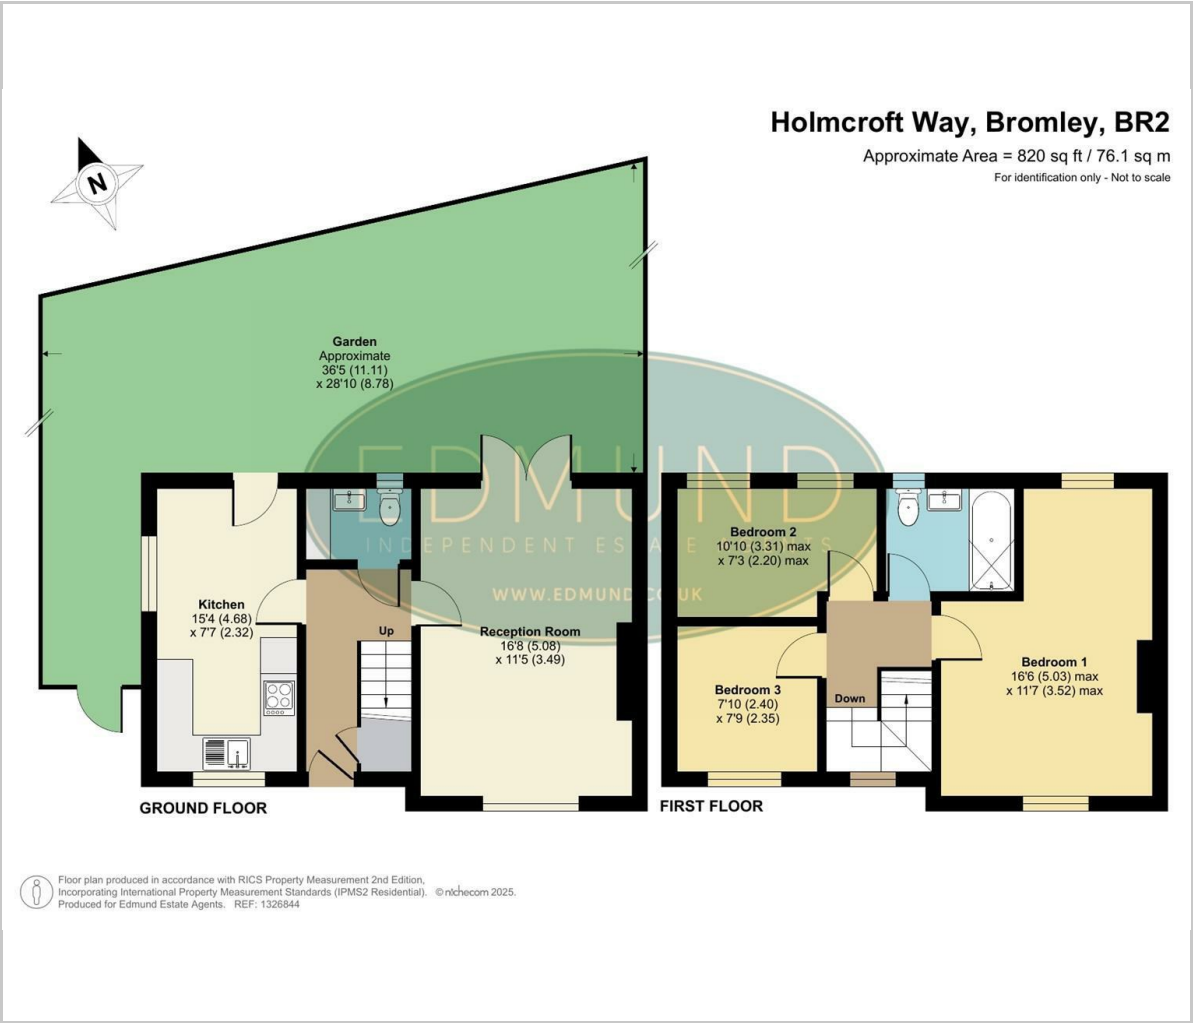 Holmcroft Way, Bromley, BR2
Approximate Area = 820 sq ft / 76.1 sq m
For identification only - Not to scale
N
Garden
Approximate
36'5 (11.11)
x 28'10 (8.78)
EDMUND
INDEPENDENT ESTATE AGENTS
WWW.EDMUND.CO.UK
Kitchen
15'4 (4.68)
x 7'7 (2.32)
Up
Reception Room
16'8 (5.08)
x 11'5 (3.49)
Bedroom 2
10'10 (3.31) max
x 7'3 (2.20) max
Bedroom 3
7'10 (2.40)
x 7'9 (2.35)
Down
Bedroom 1
16'6 (5.03) max
x 11'7 (3.52) max
GROUND FLOOR
FIRST FLOOR
Floor plan produced in accordance with RICS Property Measurement 2nd Edition,
Incorporating International Property Measurement Standards (IPMS2 Residential). © nichecom 2025.
Produced for Edmund Estate Agents. REF: 1326844